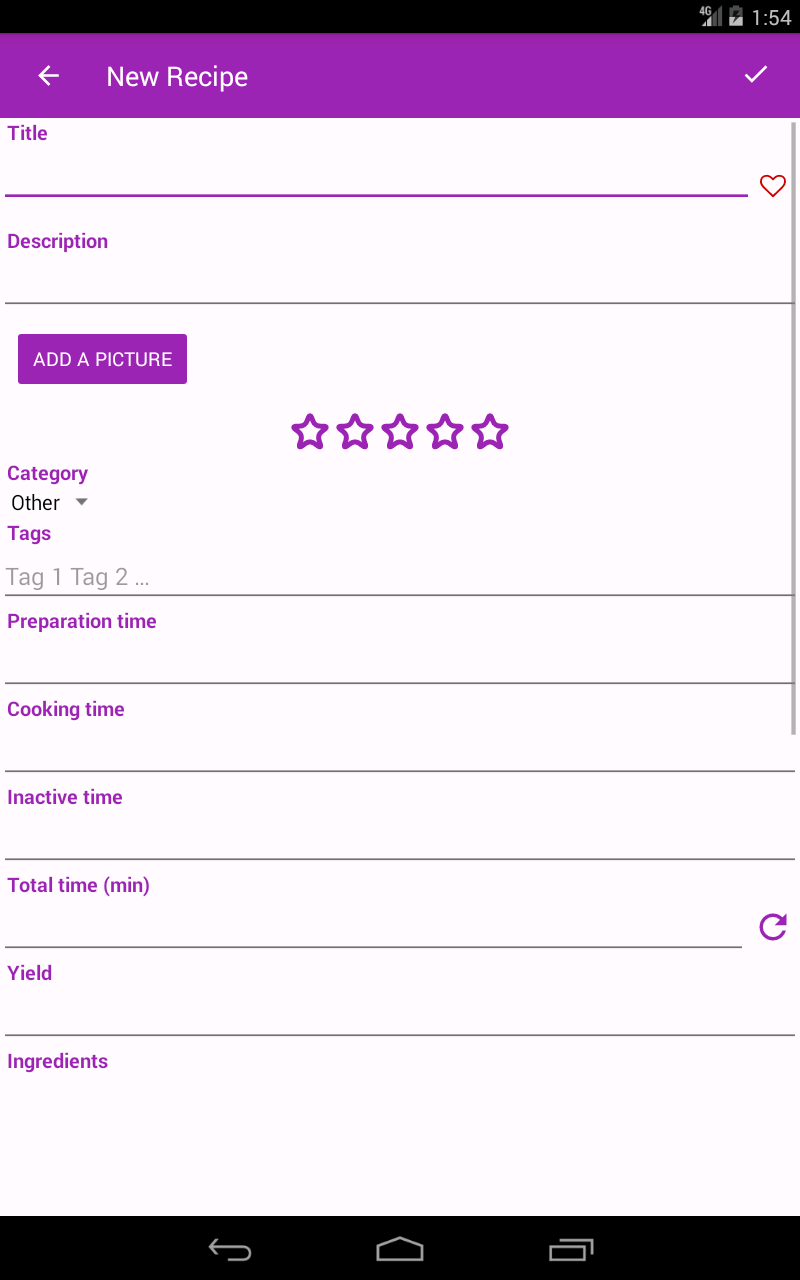 4G 1:54
New Recipe
Title
Description
ADD A PICTURE
Category
Other
Tags
Tag 1 Tag 2 ...
Preparation time
Cooking time
Inactive time
Total time (min)
Yield
Ingredients